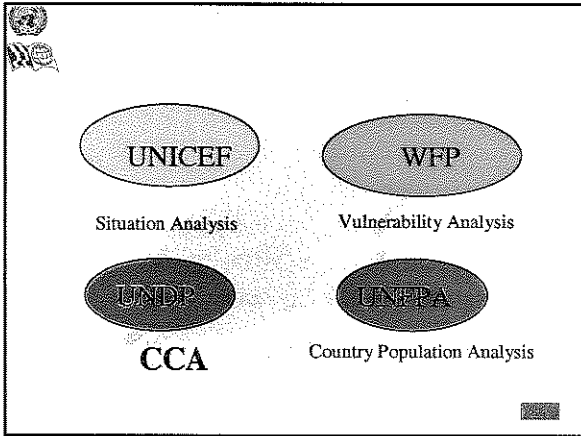 UNICEF WFP
Situation Analysis Vulnerability Analysis
UNDP UNFPA
CCA Country Population Analysis